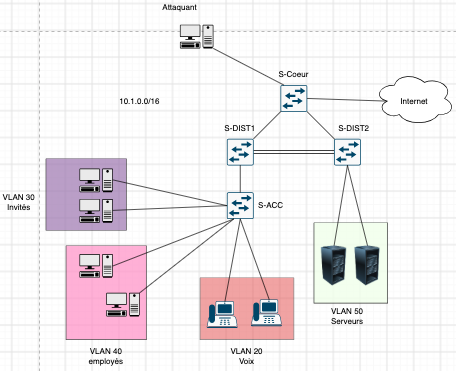 Attaquant
S-Coeur
10.1.0.0/16
Internet
S-DIST1
S-DIST2
VLAN 30
Invités
S-ACC
VLAN 50
Serveurs
VLAN 40
employés
VLAN 20
Voix